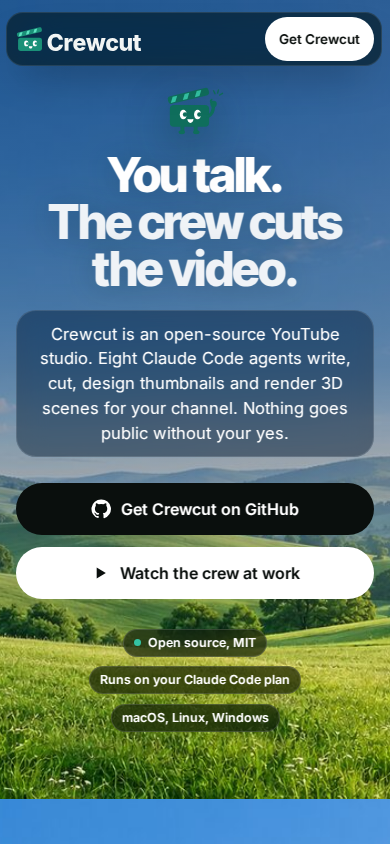 Crewcut
Get Crewcut
You talk.
The crew cuts
the video.
Crewcut is an open-source YouTube
studio. Eight Claude Code agents write,
cut, design thumbnails and render 3D
scenes for your channel. Nothing goes
public without your yes.
Get Crewcut on GitHub
Watch the crew at work
Open source, MIT
Runs on your Claude Code plan
macOS, Linux, Windows